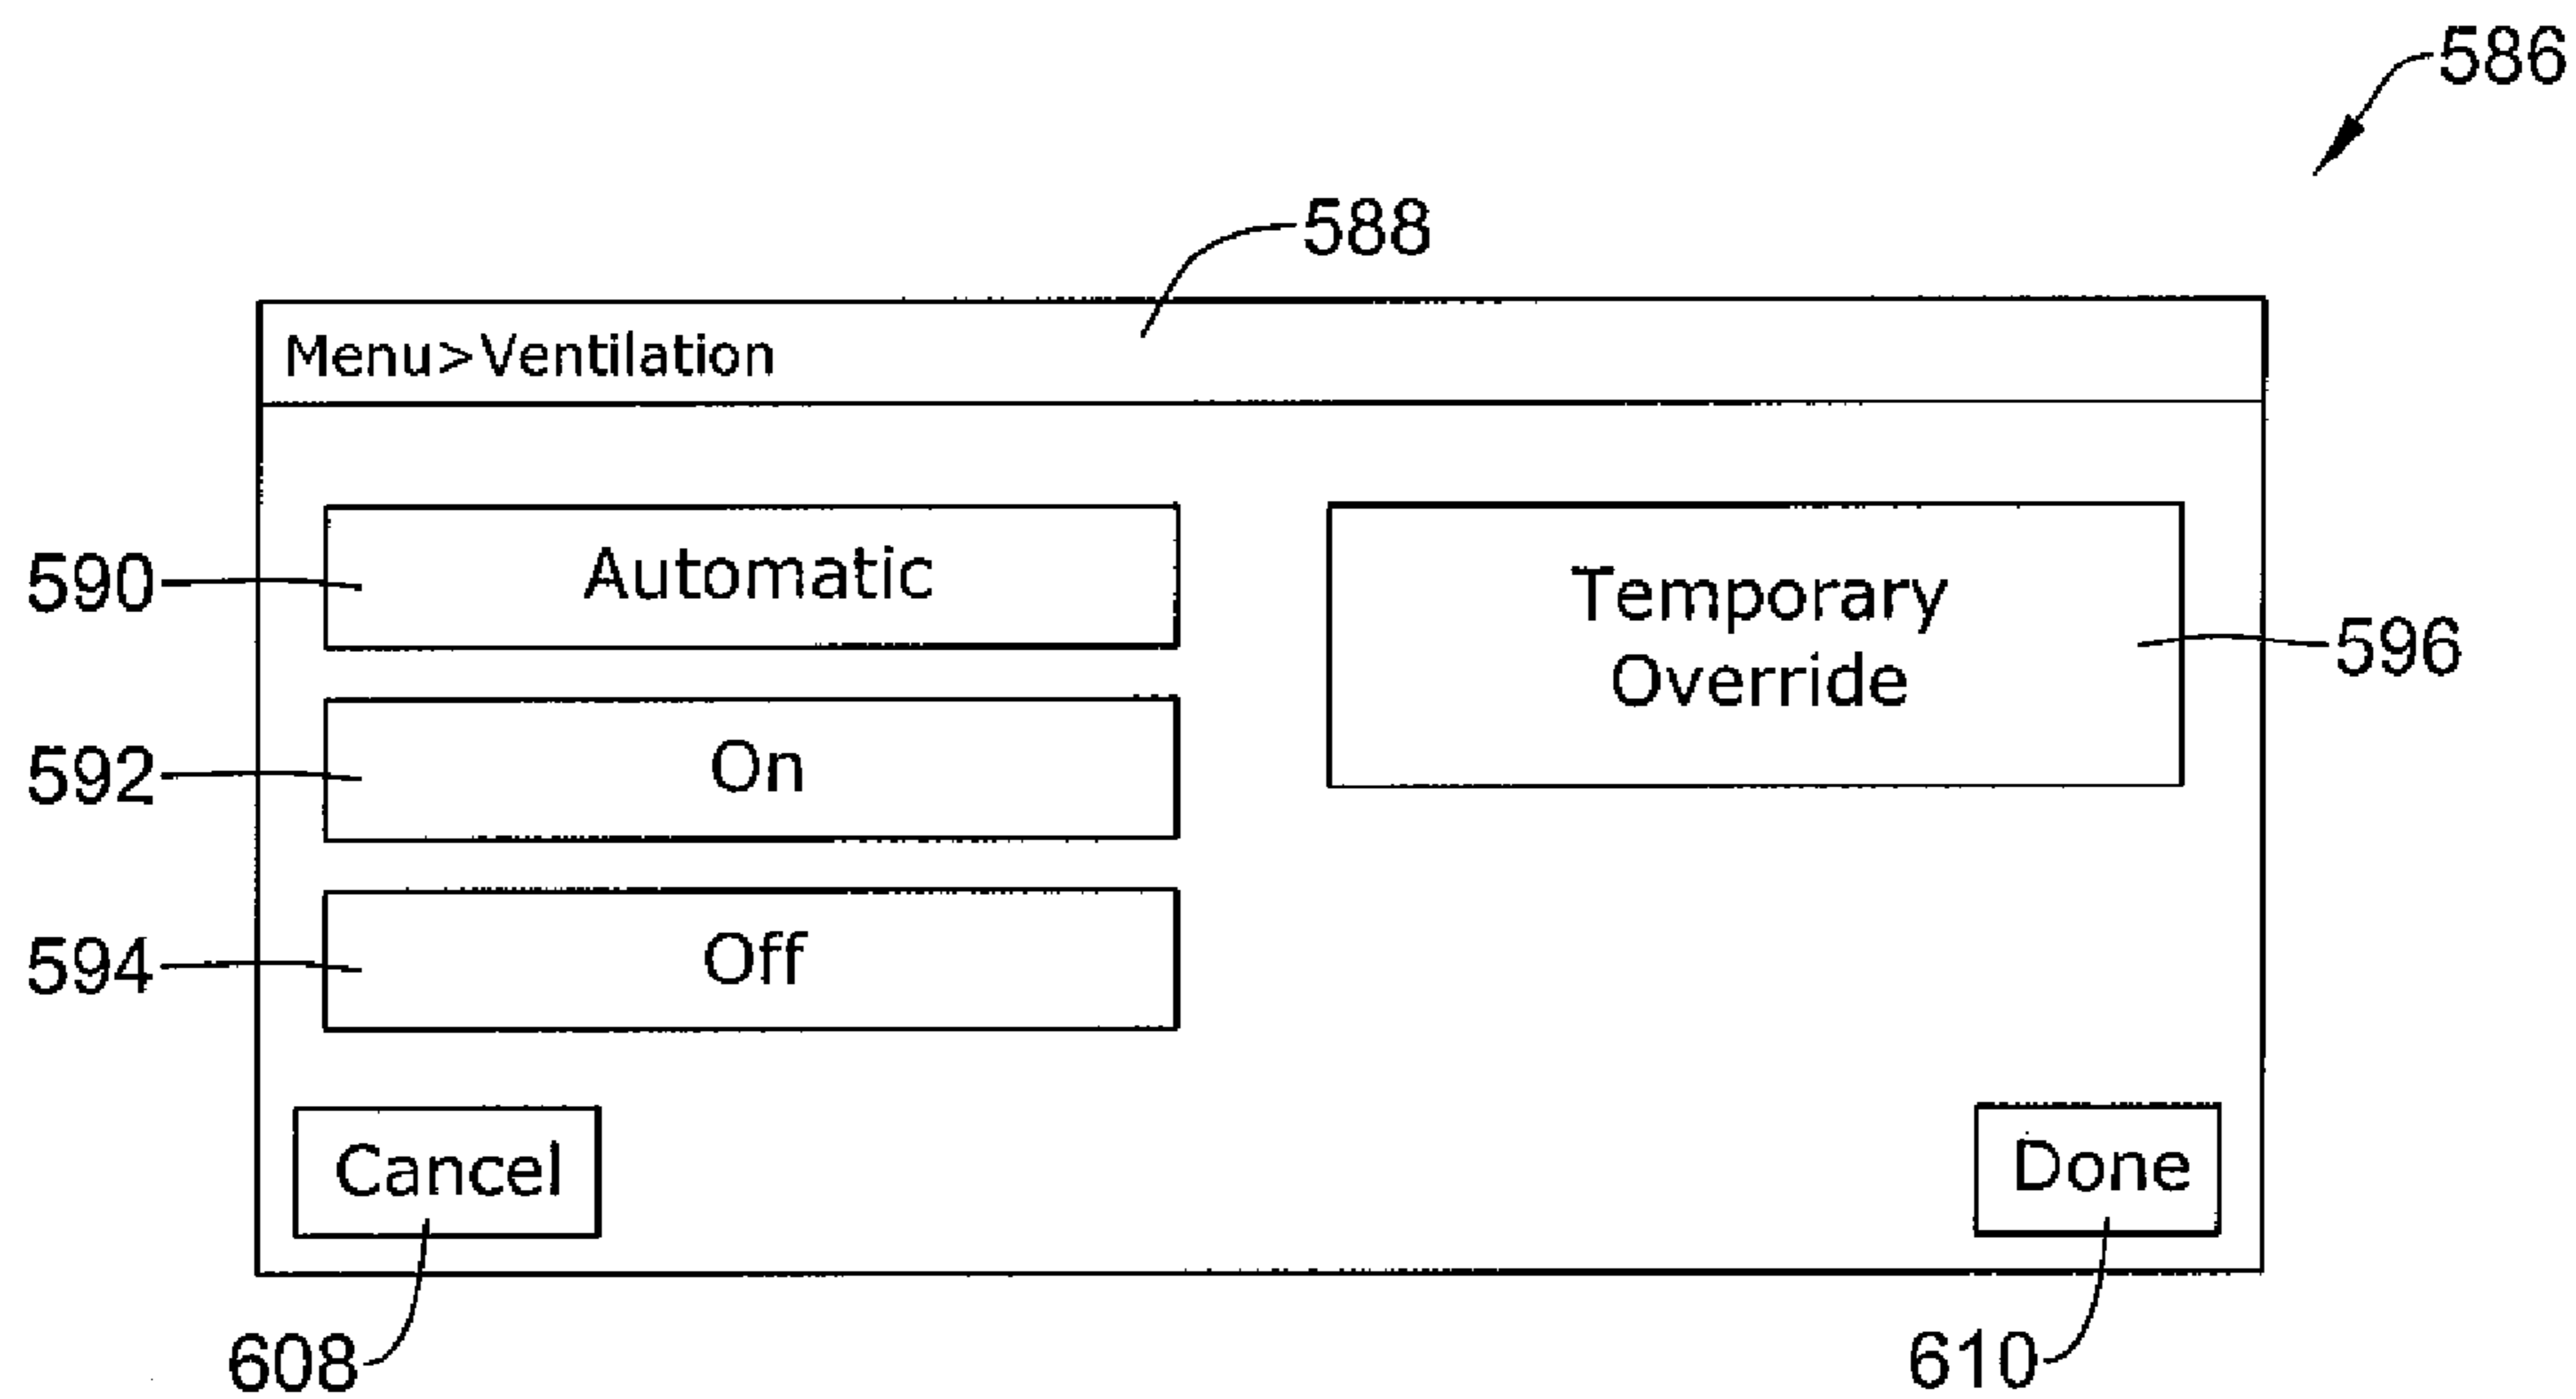 586
588
Menu>Ventilation
590
Automatic
Temporary
Override
596
592
On
594
Off
Cancel
Done
608
610